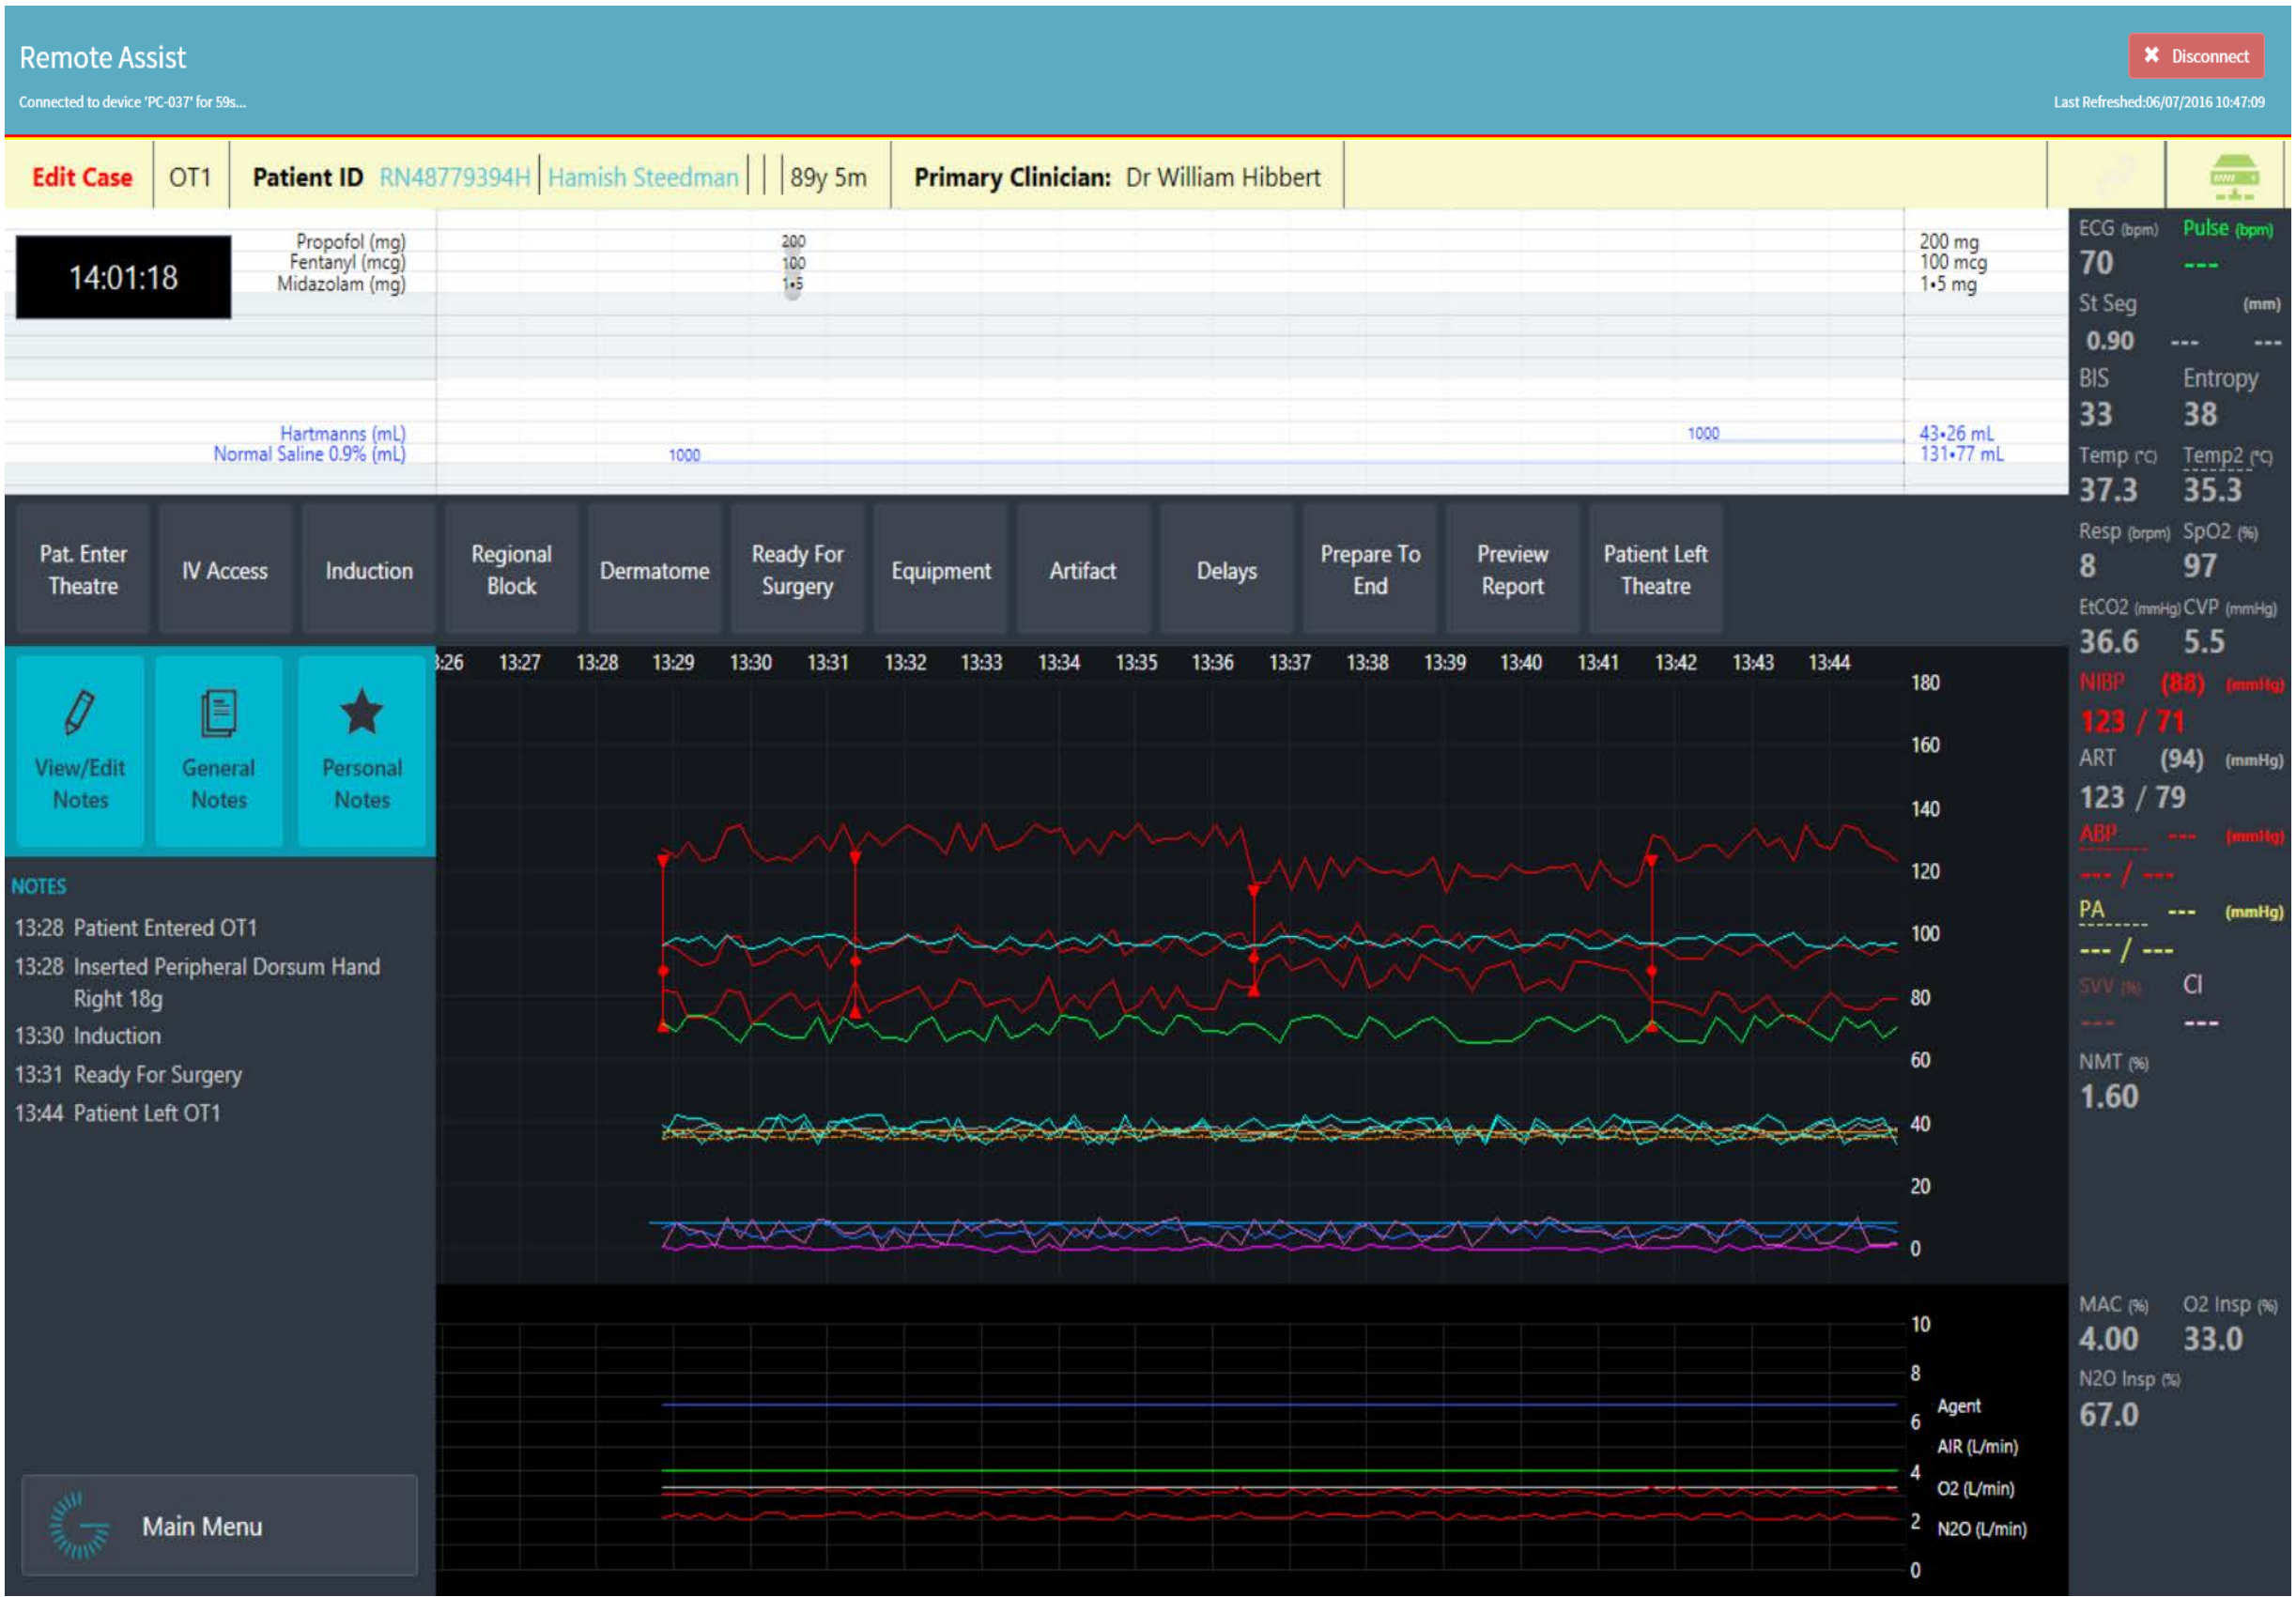 Remote Assist
Connected to device 'PC-037' for 59s...
Disconnect
Last Refreshed:06/07/2016 10:47:09
Edit Case OT1 Patient ID RN48779394H Hamish Steedman 89y 5m Primary Clinician: Dr William Hibbert
14:01:18
Propofol (mg) 200 200 mg
Fentanyl (mcg) 100 100 mcg
Midazolam (mg) 1•5 1•5 mg
Hartmanns (mL) 1000 43•26 mL
Normal Saline 0.9% (mL) 1000 131•77 mL
Pat. Enter
Theatre
IV Access
Induction
Regional
Block
Dermatome
Ready For
Surgery
Equipment
Artifact
Delays
Prepare To
End
Preview
Report
Patient Left
Theatre
View/Edit
Notes
General
Notes
Personal
Notes
NOTES
13:28 Patient Entered OT1
13:28 Inserted Peripheral Dorsum Hand
Right 18g
13:30 Induction
13:31 Ready For Surgery
13:44 Patient Left OT1
Main Menu
3:26 13:27 13:28 13:29 13:30 13:31 13:32 13:33 13:34 13:35 13:36 13:37 13:38 13:39 13:40 13:41 13:42 13:43 13:44
180
160
140
120
100
80
60
40
20
0
10
8
Agent
6
AIR (L/min)
4
O2 (L/min)
2
N2O (L/min)
0
ECG (bpm) Pulse (bpm)
70 ---
St Seg (mm)
0.90 --- ---
BIS Entropy
33 38
Temp (°C) Temp2 (°C)
37.3 35.3
Resp (brpm) SpO2 (%)
8 97
EtCO2 (mmHg) CVP (mmHg)
36.6 5.5
NIBP (88) (mmHg)
123 / 71
ART (94) (mmHg)
123 / 79
ABP --- (mmHg)
--- / ---
PA --- (mmHg)
--- / ---
SVV (%) CI
--- ---
NMT (%)
1.60
MAC (%) O2 Insp (%)
4.00 33.0
N2O Insp (%)
67.0